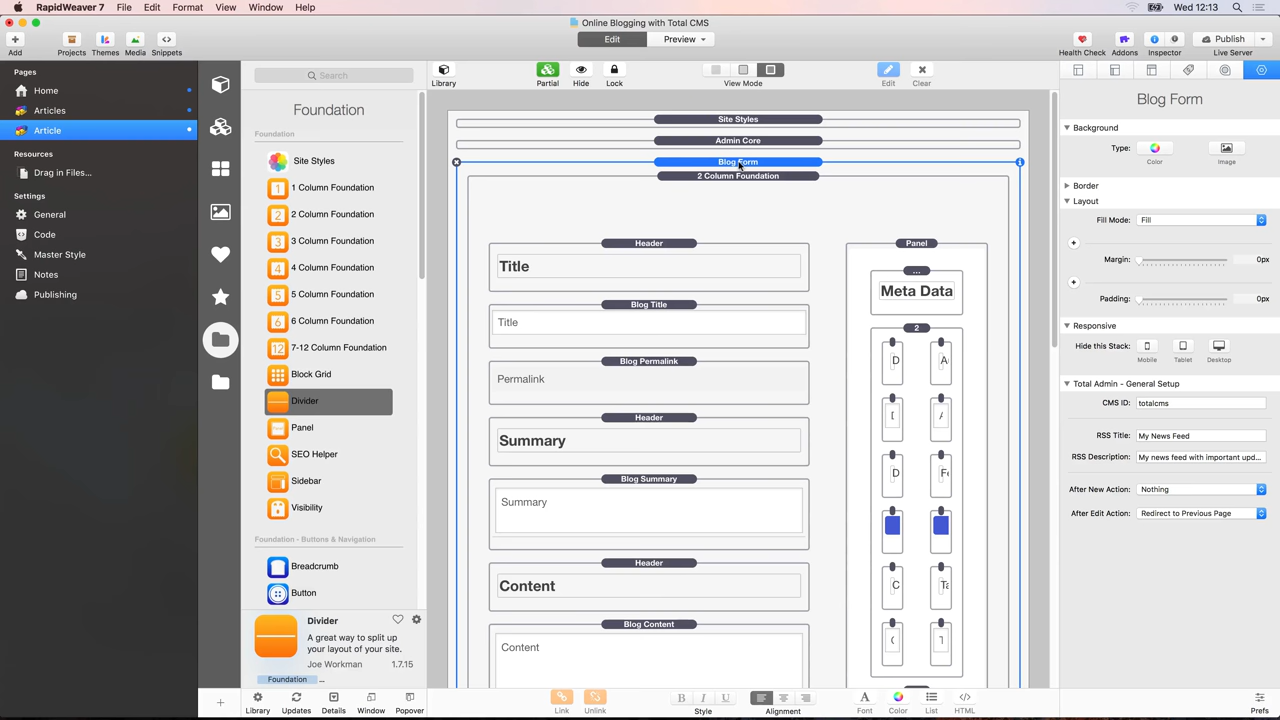 RapidWeaver 7 File Edit Format View Window Help Wed 12:13
Online Blogging with Total CMS
Add Projects Themes Media Snippets Edit Preview Health Check Addons Inspector Publish Live Server
Pages
Home
Articles
Article
Resources
Drag in Files...
Settings
General
Code
Master Style
Notes
Publishing
Search
Foundation
Foundation
Site Styles
1 Column Foundation
2 Column Foundation
3 Column Foundation
4 Column Foundation
5 Column Foundation
6 Column Foundation
7-12 Column Foundation
Block Grid
Divider
Panel
SEO Helper
Sidebar
Visibility
Foundation - Buttons & Navigation
Breadcrumb
Button
Divider
A great way to split up
your layout of your site.
Joe Workman 1.7.15
Foundation ...
Library Updates Details Window Popover
Library Partial Hide Lock View Mode Edit Clear
Site Styles
Admin Core
Blog Form
2 Column Foundation
Header
Title
Blog Title
Title
Blog Permalink
Permalink
Header
Summary
Blog Summary
Summary
Header
Content
Blog Content
Content
Panel
...
Meta Data
2
D A
D F
C
Link Unlink B I U Style Alignment Font Color List HTML Prefs
Blog Form
Background
Type: Color Image
Border
Layout
Fill Mode: Fill
Margin: 0px
Padding: 0px
Responsive
Hide this Stack: Mobile Tablet Desktop
Total Admin - General Setup
CMS ID: totalcms
RSS Title: My News Feed
RSS Description: My news feed with important upd...
After New Action: Nothing
After Edit Action: Redirect to Previous Page